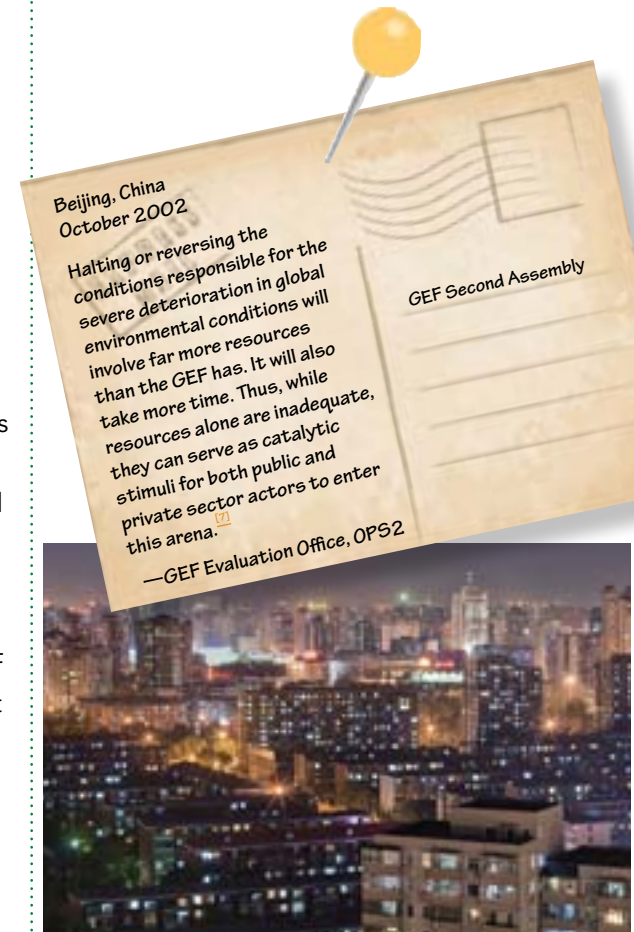 Beijing, China
October 2002
Halting or reversing the
conditions responsible for the
severe deterioration in global
environmental conditions will
involve far more resources
than the GEF has. It will also
take more time. Thus, while
resources alone are inadequate,
they can serve as catalytic
stimuli for both public and
private sector actors to enter
this arena.[7]
—GEF Evaluation Office, OPS2
GEF Second Assembly